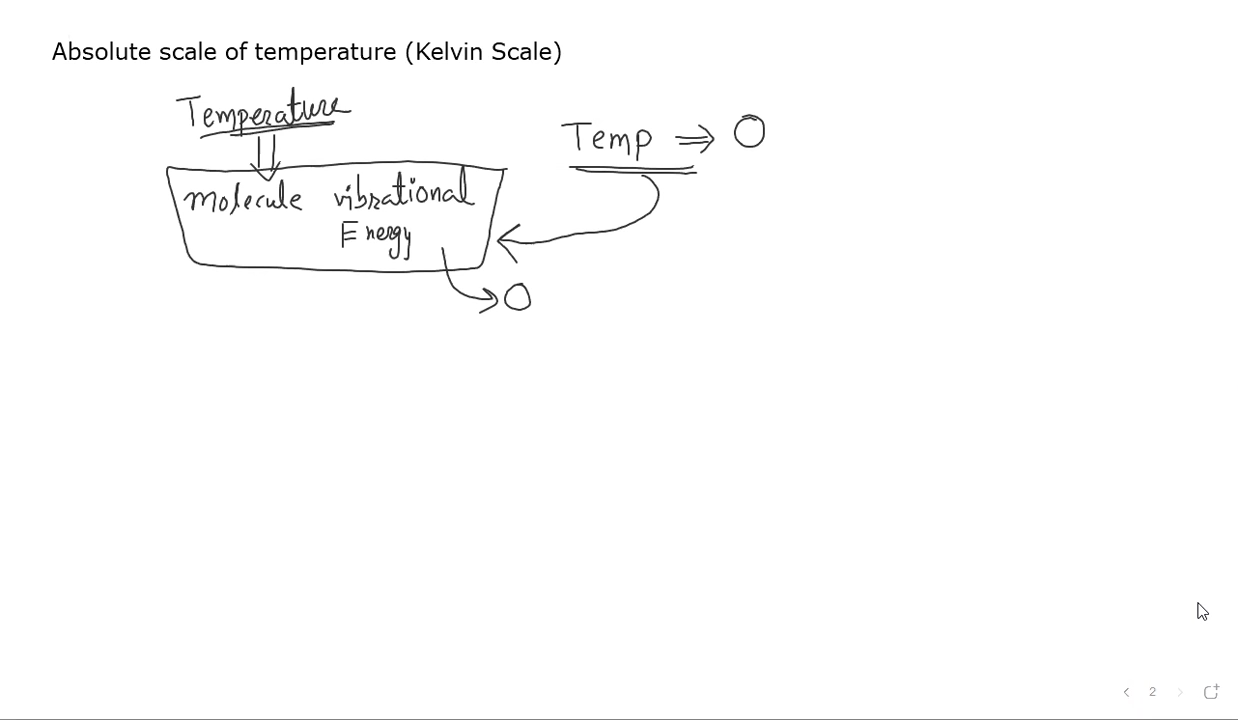 Absolute scale of temperature (Kelvin Scale)
Temperature
Temp ⇒ 0
molecule vibrational
Energy
0
2